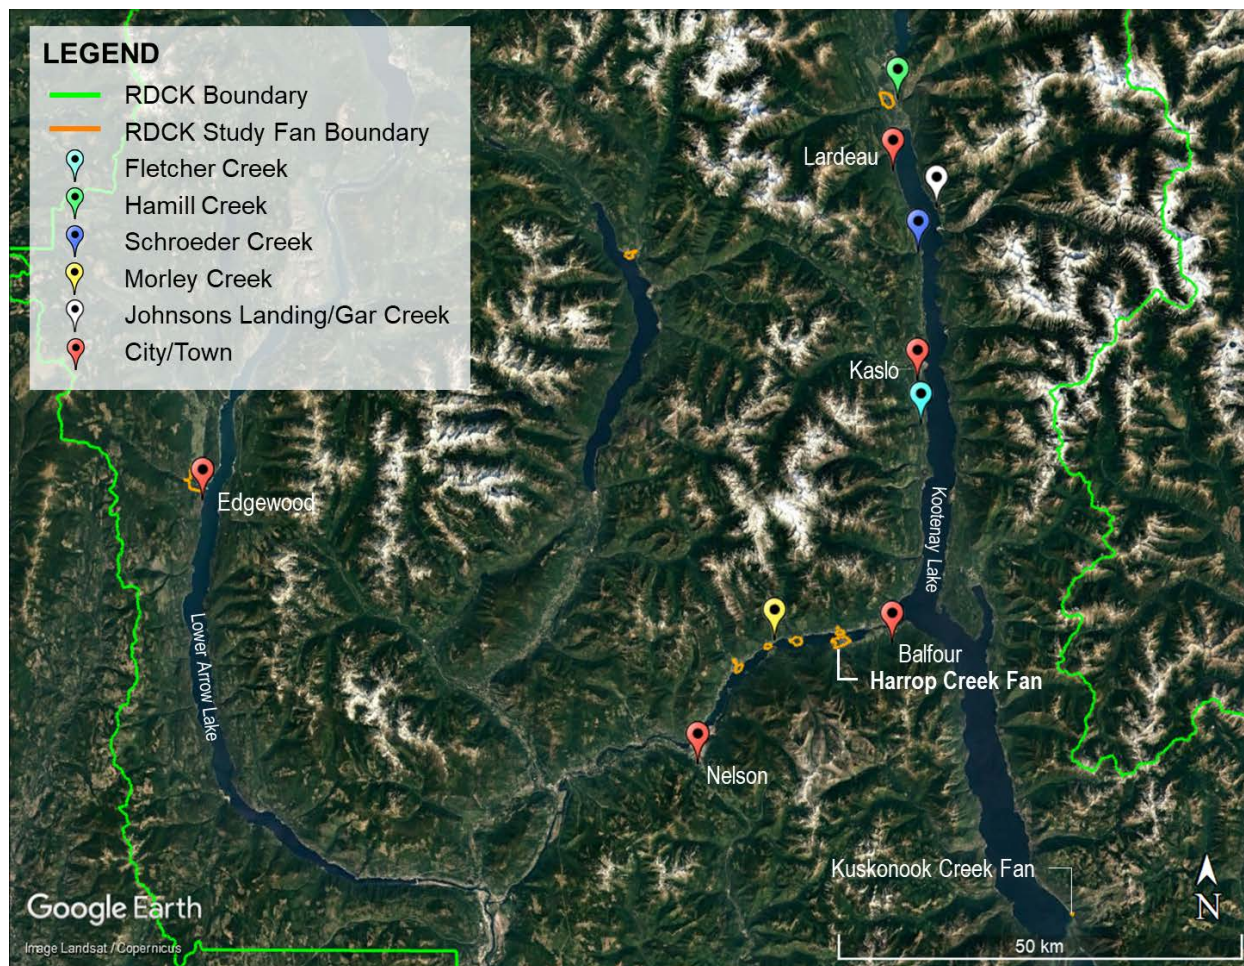 LEGEND
RDCK Boundary
RDCK Study Fan Boundary
Fletcher Creek
Hamill Creek
Schroeder Creek
Morley Creek
Johnsons Landing/Gar Creek
City/Town
Lardeau
Kaslo
Edgewood
Kootenay Lake
Lower Arrow Lake
Balfour
Harrop Creek Fan
Nelson
Kuskonook Creek Fan
N
50 km
Google Earth
Image Landsat / Copernicus